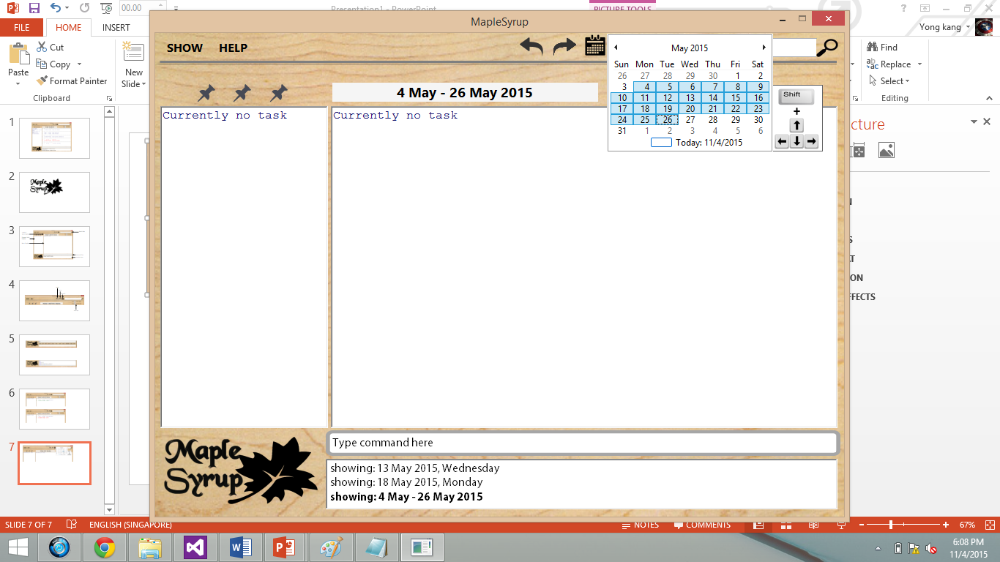 00.00
Presentation1 - PowerPoint
PICTURE TOOLS
?
FILE
HOME
INSERT
Yong kang
Cut
Copy
Format Painter
Paste
Clipboard
New
Slide
Find
Replace
Select
Editing
MapleSyrup
SHOW HELP
May 2015
Sun Mon Tue Wed Thu Fri Sat
26 27 28 29 30 1 2
3 4 5 6 7 8 9
10 11 12 13 14 15 16
17 18 19 20 21 22 23
24 25 26 27 28 29 30
31 1 2 3 4 5 6
Today: 11/4/2015
Shift
+
4 May - 26 May 2015
Currently no task
Currently no task
Maple
Syrup
Type command here
showing: 13 May 2015, Wednesday
showing: 18 May 2015, Monday
showing: 4 May - 26 May 2015
1
2
Maple
Syrup
3
4
5
6
7
cture
N
S
T
ON
FFECTS
SLIDE 7 OF 7
ENGLISH (SINGAPORE)
NOTES
COMMENTS
67%
6:08 PM
11/4/2015